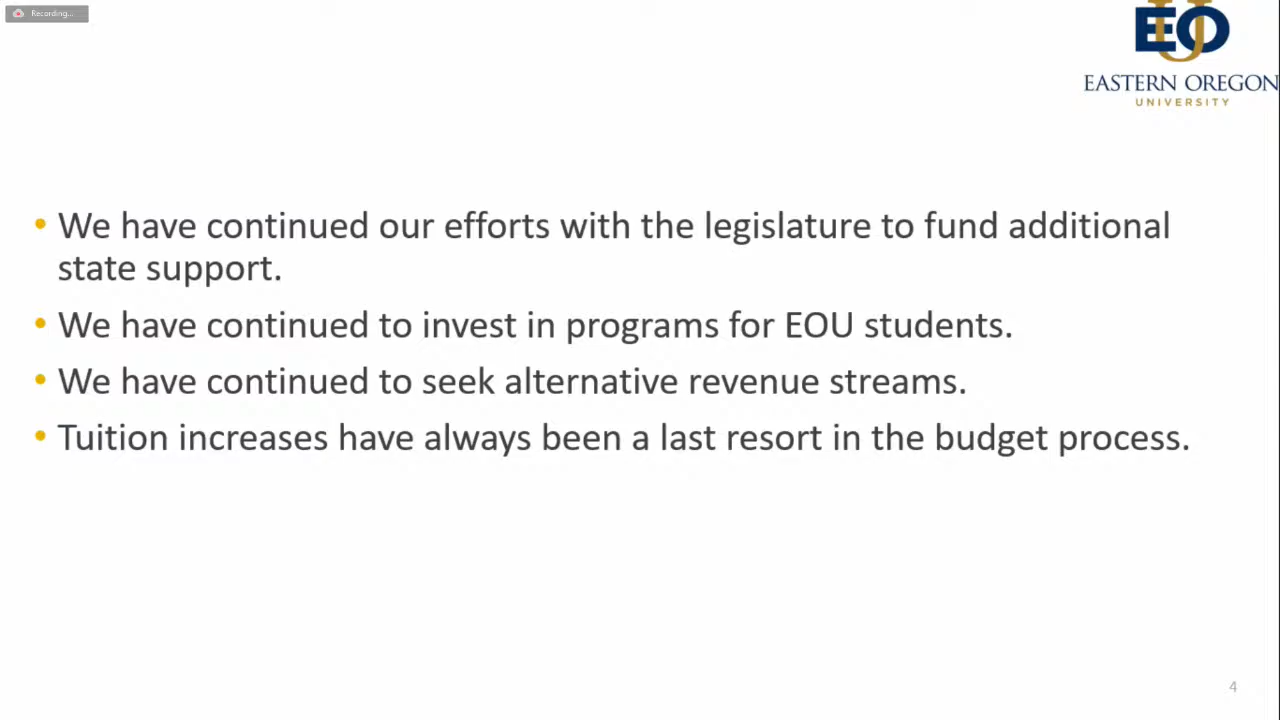 Recording...
EOU
EASTERN OREGON
UNIVERSITY
• We have continued our efforts with the legislature to fund additional
state support.
• We have continued to invest in programs for EOU students.
• We have continued to seek alternative revenue streams.
• Tuition increases have always been a last resort in the budget process.
4